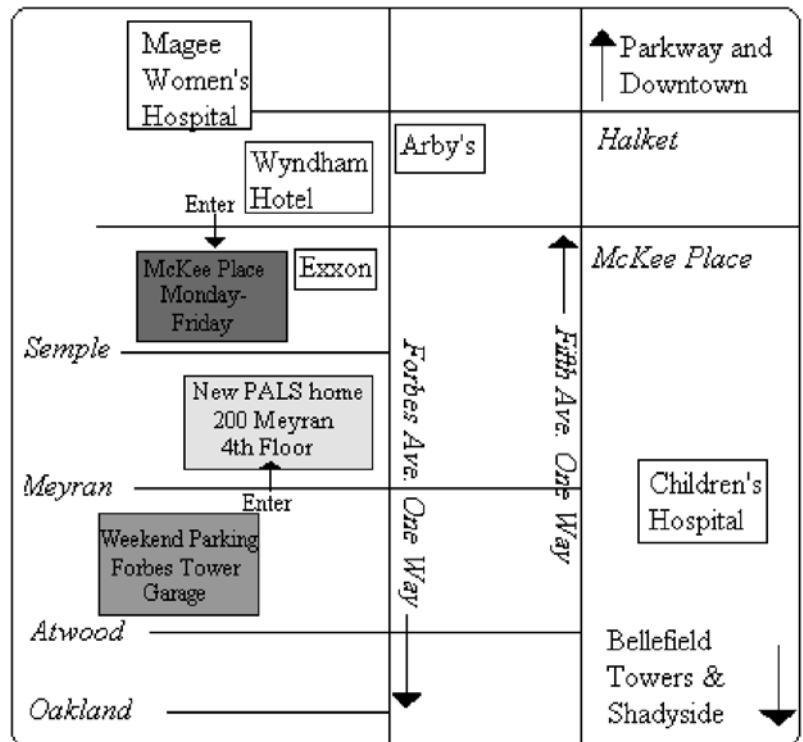 Magee
Women's
Hospital
Parkway and
Downtown
Arby's
Halket
Wyndham
Hotel
Enter
McKee Place
Monday-
Friday
Exxon
McKee Place
Semple
Forbes Ave. One Way
Fifth Ave. One Way
New PALS home
200 Meyran
4th Floor
Meyran
Enter
Children's
Hospital
Weekend Parking
Forbes Tower
Garage
Atwood
Bellefield
Towers &
Shadyside
Oakland